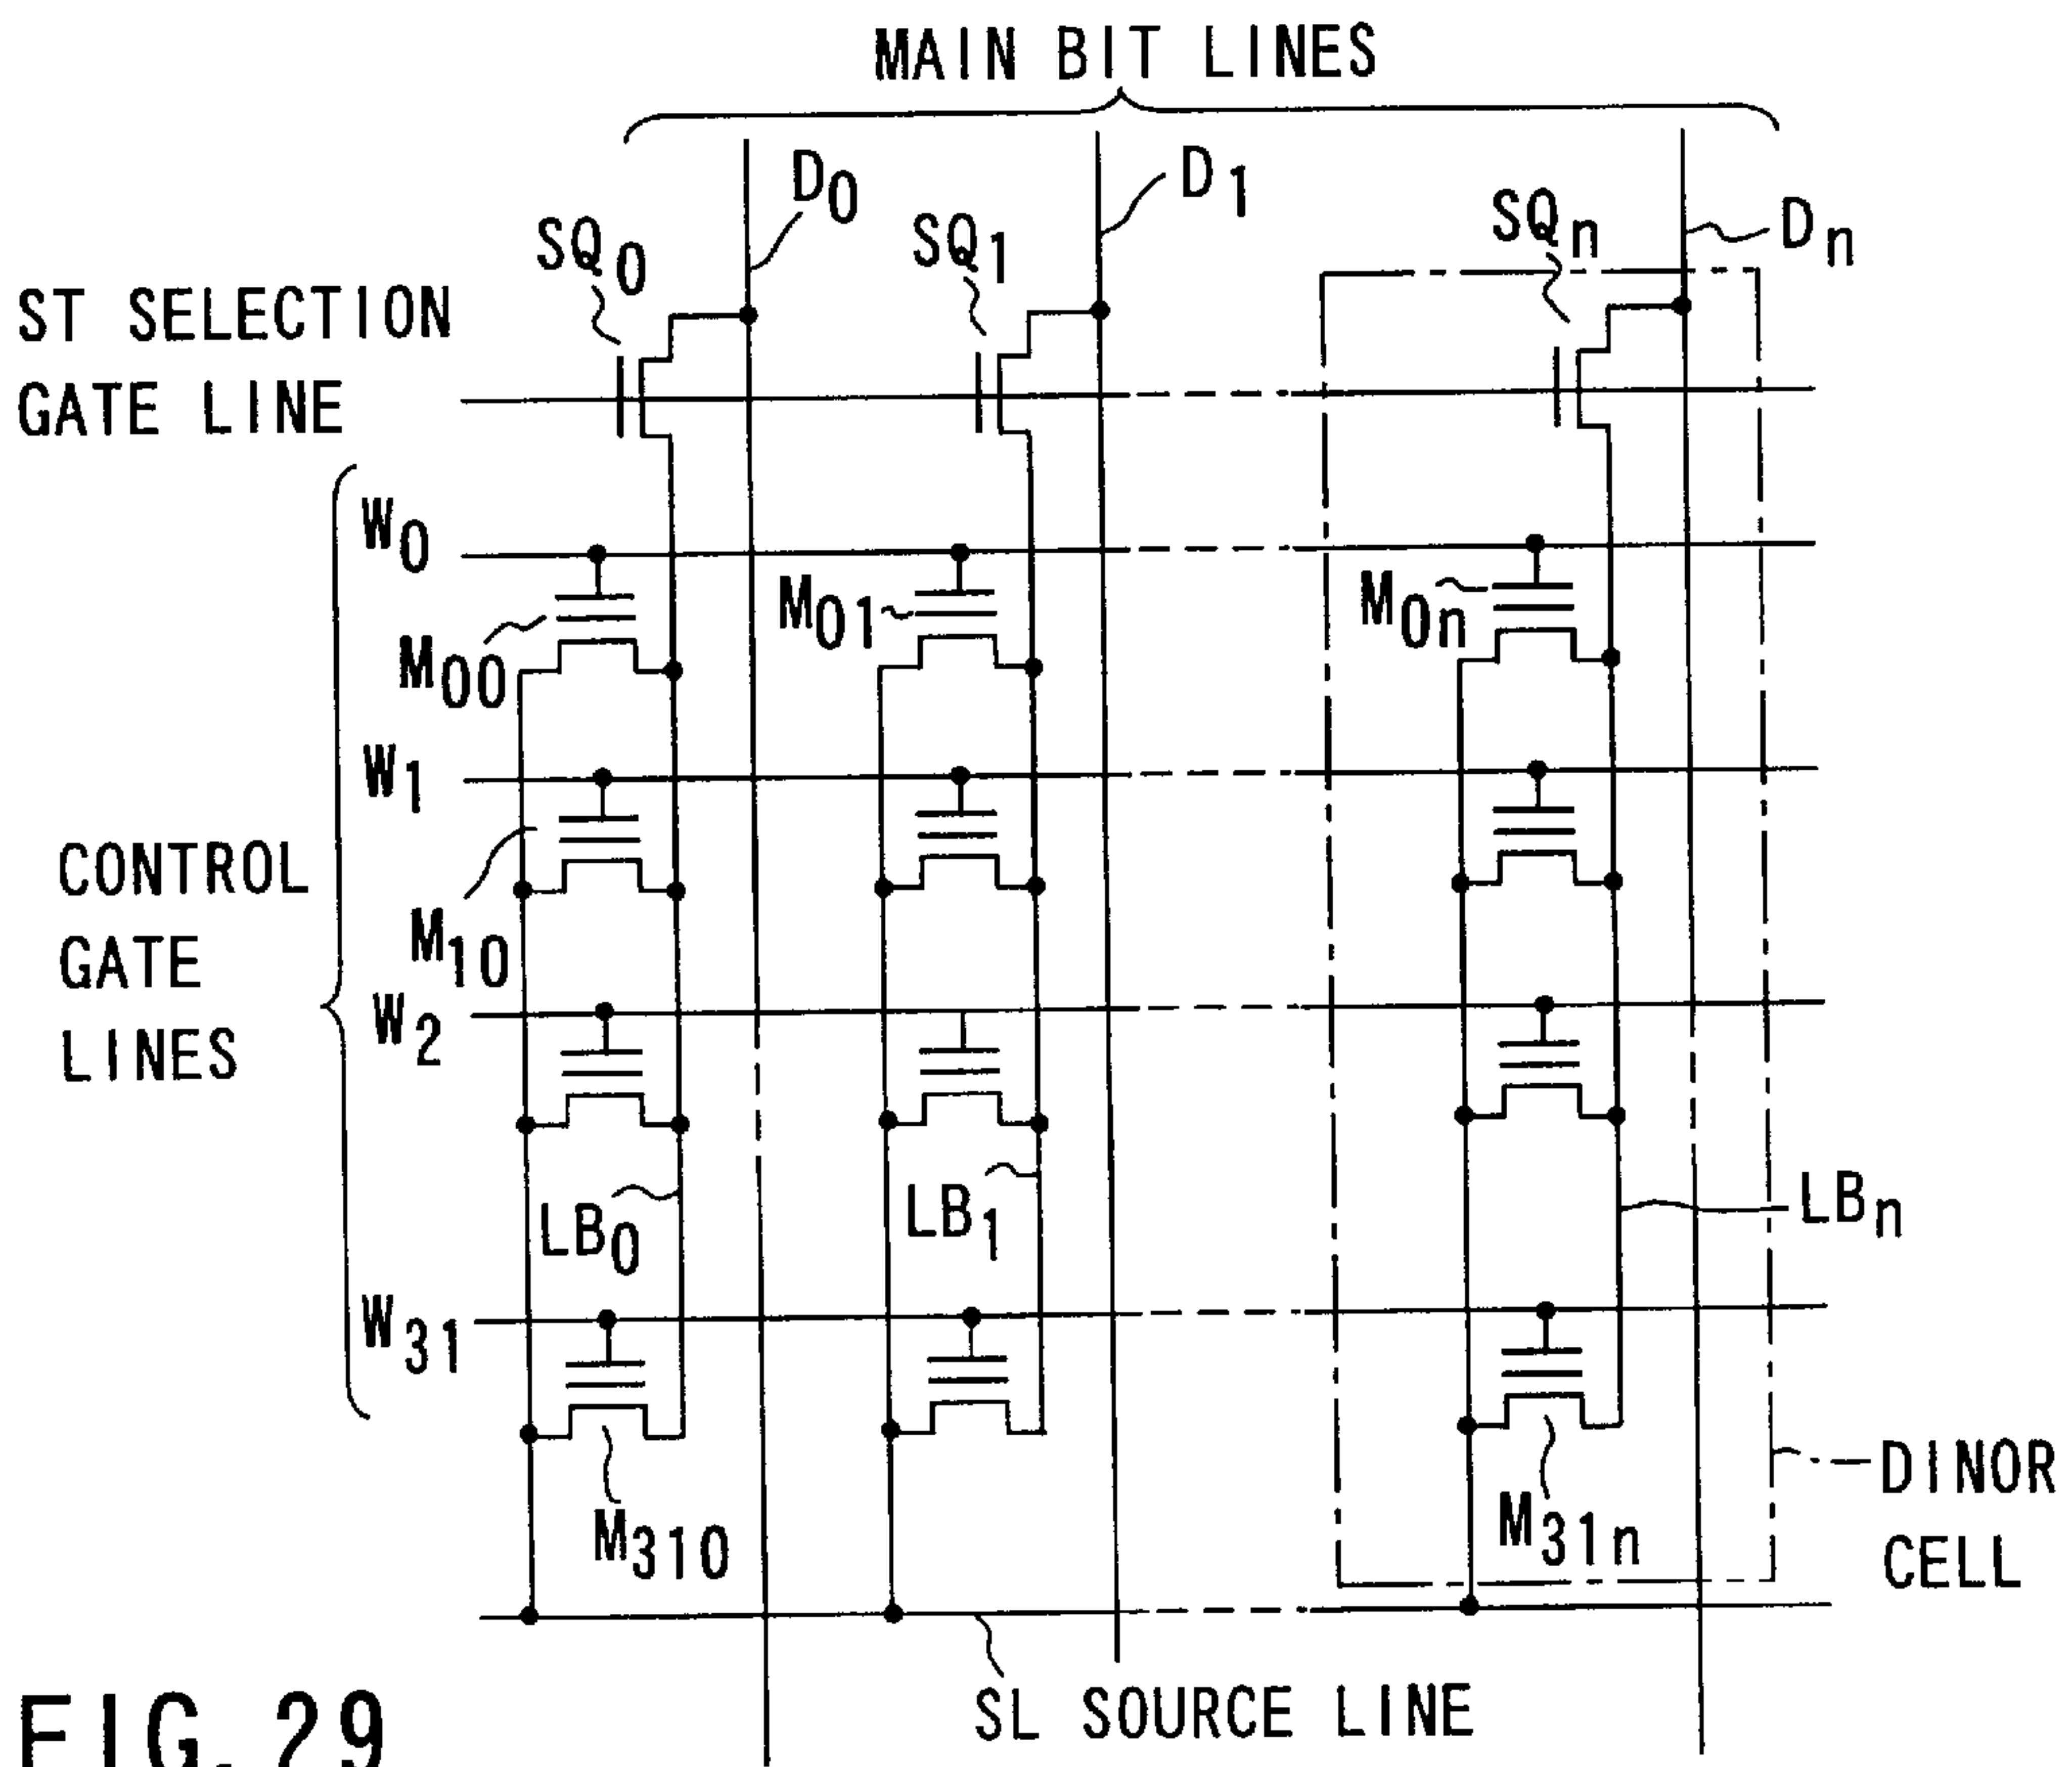 MAIN BIT LINES
D0
D1
Dn
SQ0
SQ1
SQn
ST SELECTION
GATE LINE
W0
M00
M01
M0n
W1
M10
CONTROL
GATE
LINES
W2
LB0
LB1
LBn
W31
M310
M31n
DINOR
CELL
SL SOURCE LINE
FIG. 29